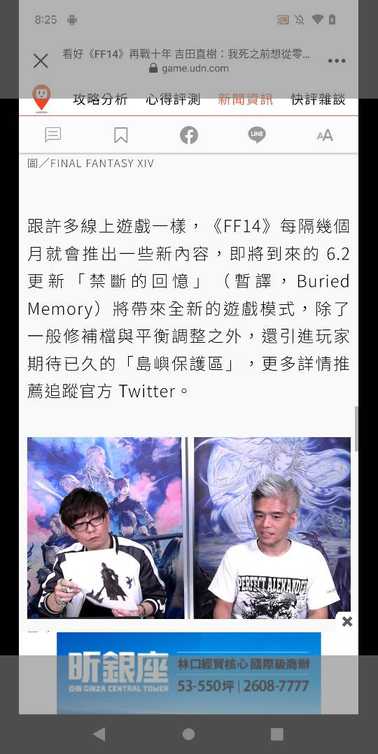 8:25
看好《FF14》再戰十年 吉田直樹：我死之前想從零...
game.udn.com
攻略分析 心得評測 新聞資訊 快評雜談
AA
圖／FINAL FANTASY XIV
跟許多線上遊戲一樣，《FF14》每隔幾個
月就會推出一些新內容，即將到來的 6.2
更新「禁斷的回憶」（暫譯，Buried
Memory）將帶來全新的遊戲模式，除了
一般修補檔與平衡調整之外，還引進玩家
期待已久的「島嶼保護區」，更多詳情推
薦追蹤官方 Twitter。
PERFECT ALEXANDER
昕銀座
GINZA CENTRAL TOWER
林口經貿核心 國際級商辦
53-550坪 | 2608-7777